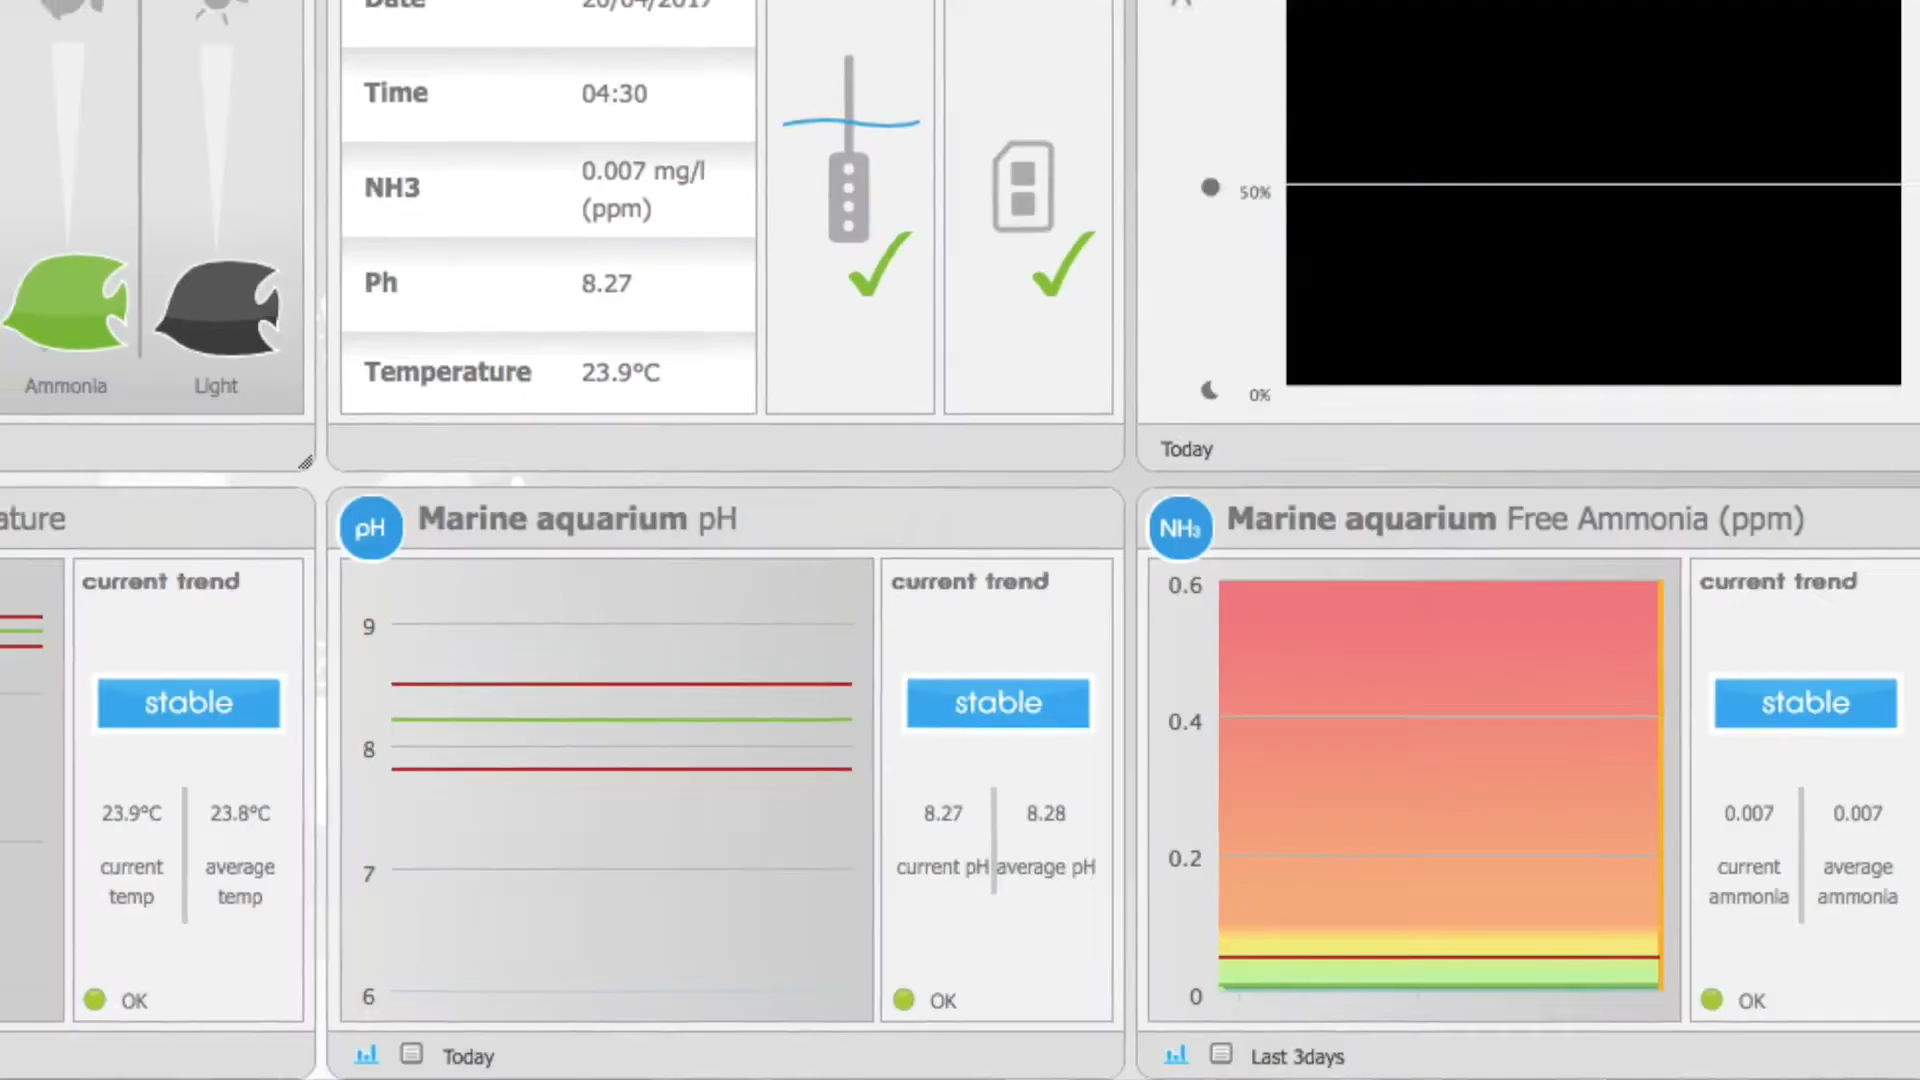 Date 20/04/2017
Time 04:30
NH3 0.007 mg/l
(ppm)
Ph 8.27
Temperature 23.9°C
Ammonia
Light
50%
0%
Today
ature
current trend
stable
23.9°C 23.8°C
current average
temp temp
OK
pH
Marine aquarium pH
9
8
7
6
current trend
stable
8.27 8.28
current pH average pH
OK
Today
NH3
Marine aquarium Free Ammonia (ppm)
0.6
0.4
0.2
0
current trend
stable
0.007 0.007
current average
ammonia ammonia
OK
Last 3days